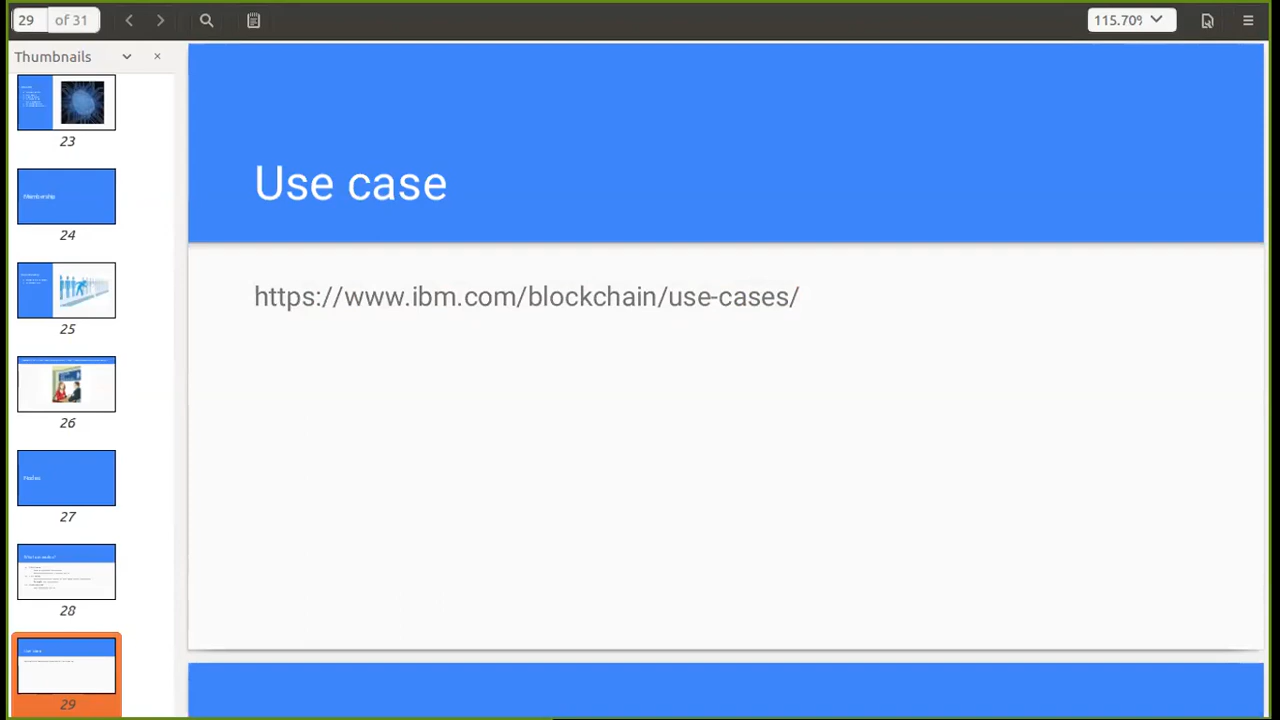 29 of 31
115.70%
Thumbnails
23
Membership
24
25
26
27
28
29
Use case
https://www.ibm.com/blockchain/use-cases/